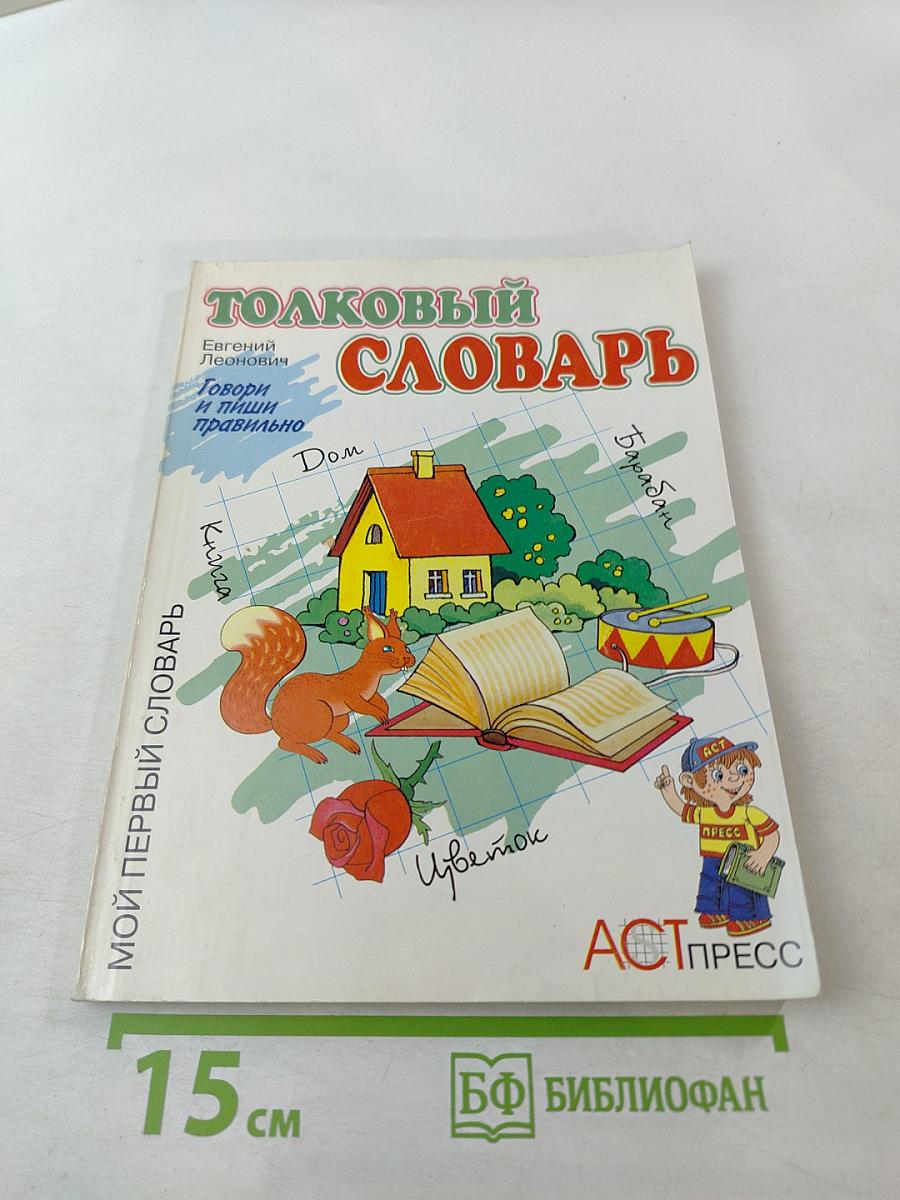 ТОЛКОВЫЙ
СЛОВАРЬ
Евгений
Леонович
Говори
и пиши
правильно
Дом
Барабан
Книга
Цветок
МОЙ ПЕРВЫЙ СЛОВАРЬ
АСТ
ПРЕСС
АСТ ПРЕСС
15 см
БФ БИБЛИОФАН